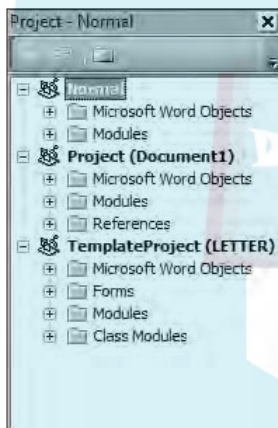 Project - Normal
Normal
Microsoft Word Objects
Modules
Project (Document1)
Microsoft Word Objects
Modules
References
TemplateProject (LETTER)
Microsoft Word Objects
Forms
Modules
Class Modules